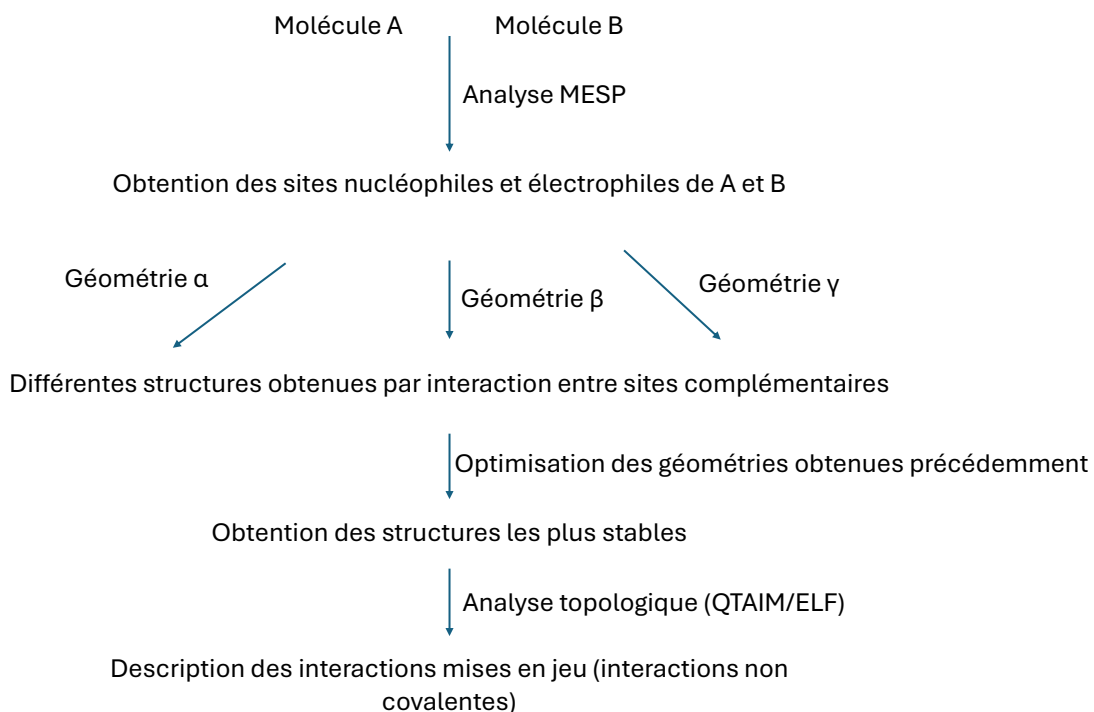 Molécule A
Molécule B
Analyse MESP
Obtention des sites nucléophiles et électrophiles de A et B
Géométrie α
Géométrie β
Géométrie γ
Différentes structures obtenues par interaction entre sites complémentaires
Optimisation des géométries obtenues précédemment
Obtention des structures les plus stables
Analyse topologique (QTAIM/ELF)
Description des interactions mises en jeu (interactions non
covalentes)